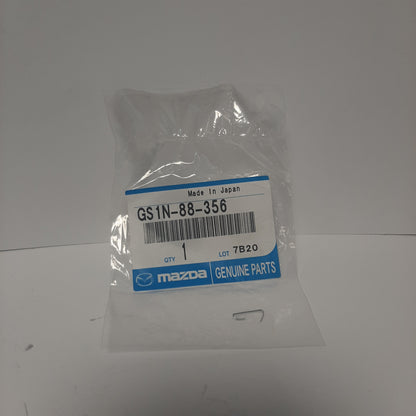 Made In Japan
GS1N-88-356
QTY 1 LOT 7B20
mazda GENUINE PARTS